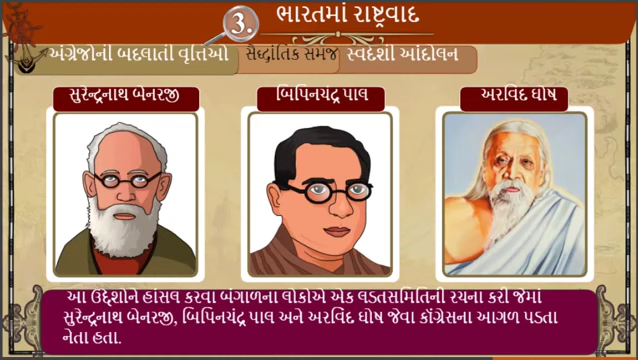 3. ભારતમાં રાષ્ટ્રવાદ
અંગ્રેજોની બદલાતી વૃત્તિઓ સૈદ્ધાંતિક સમજ સ્વદેશી આંદોલન
સુરેન્દ્રનાથ બેનરજી બિપિનચંદ્ર પાલ અરવિંદ ઘોષ
આ ઉદ્દેશોને હાંસલ કરવા બંગાળના લોકોએ એક લડતસમિતિની રચના કરી જેમાં
સુરેન્દ્રનાથ બેનરજી, બિપિનચંદ્ર પાલ અને અરવિંદ ઘોષ જેવા કૉંગ્રેસના આગળ પડતા
નેતા હતા.